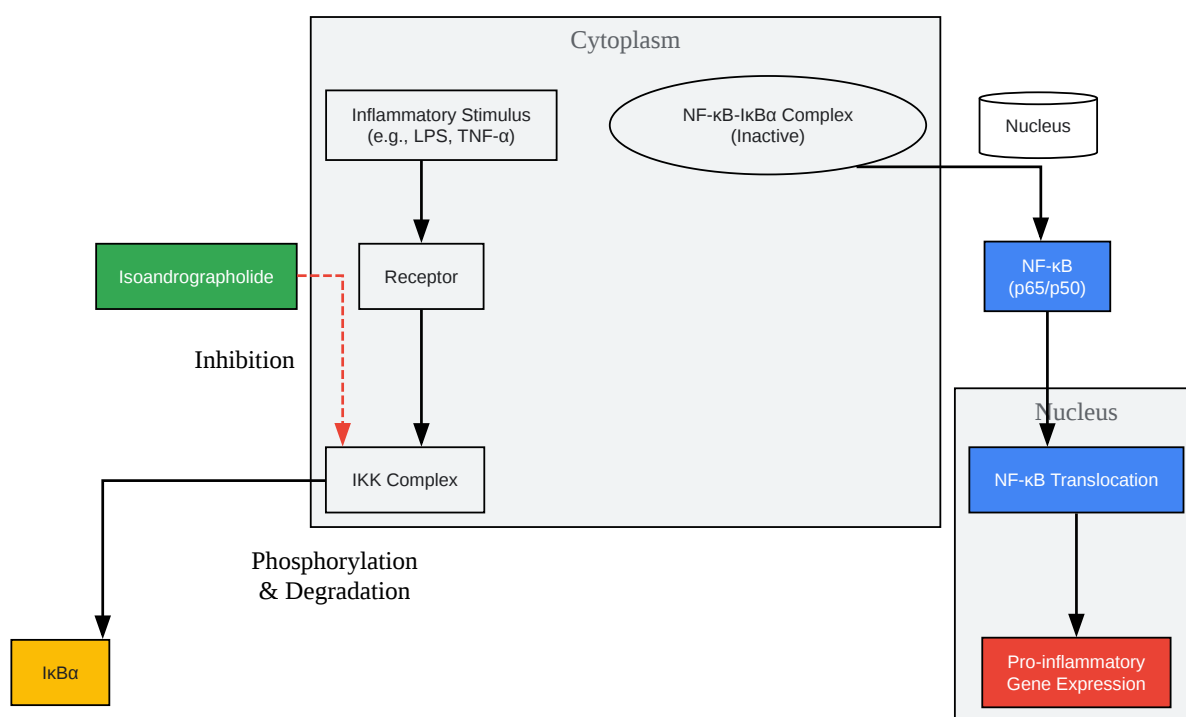 Cytoplasm
Inflammatory Stimulus
(e.g., LPS, TNF-α)
NF-κB-IκBα Complex
(Inactive)
Nucleus
Isoandrographolide
Receptor
NF-κB
(p65/p50)
Inhibition
Nucleus
IKK Complex
NF-κB Translocation
Phosphorylation
& Degradation
IκBα
Pro-inflammatory
Gene Expression